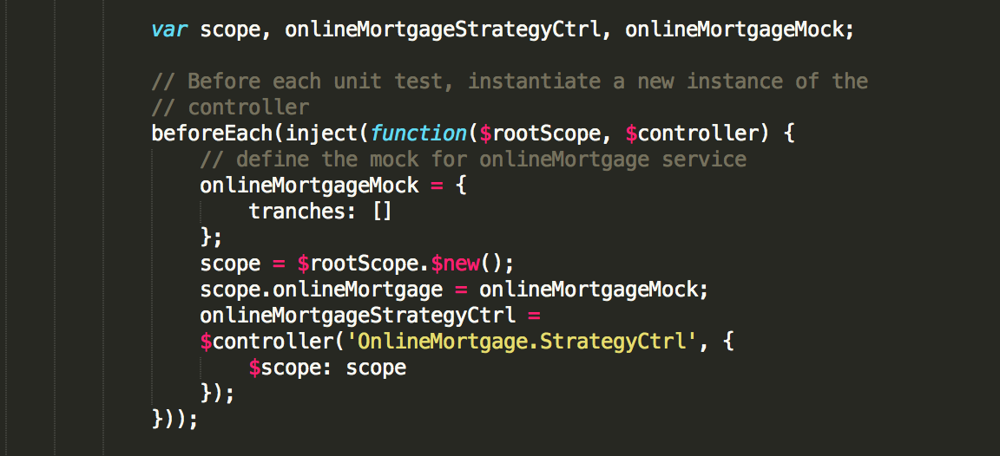 var scope, onlineMortgageStrategyCtrl, onlineMortgageMock;
// Before each unit test, instantiate a new instance of the
// controller
beforeEach(inject(function($rootScope, $controller) {
// define the mock for onlineMortgage service
onlineMortgageMock = {
tranches: []
};
scope = $rootScope.$new();
scope.onlineMortgage = onlineMortgageMock;
onlineMortgageStrategyCtrl =
$controller('OnlineMortgage.StrategyCtrl', {
$scope: scope
});
}));